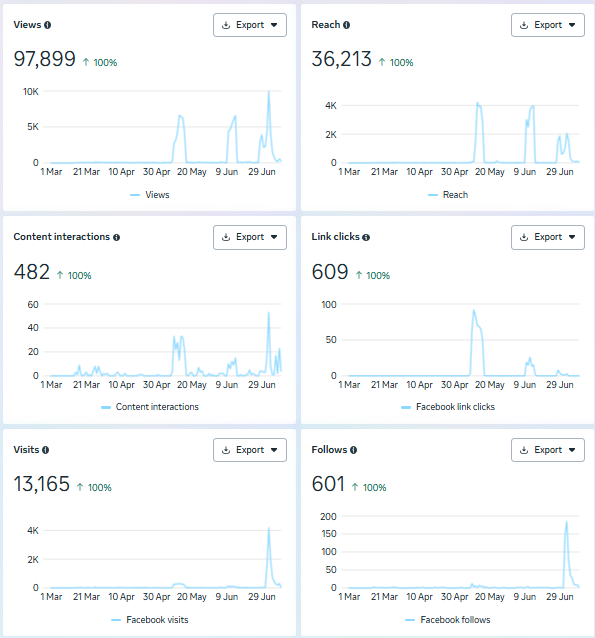 Views Export
97,899 ↑ 100%
10K
5K
0
1 Mar 21 Mar 10 Apr 30 Apr 20 May 9 Jun 29 Jun
Views
Reach Export
36,213 ↑ 100%
4K
2K
0
1 Mar 21 Mar 10 Apr 30 Apr 20 May 9 Jun 29 Jun
Reach
Content interactions Export
482 ↑ 100%
60
40
20
0
1 Mar 21 Mar 10 Apr 30 Apr 20 May 9 Jun 29 Jun
Content interactions
Link clicks Export
609 ↑ 100%
100
50
0
1 Mar 21 Mar 10 Apr 30 Apr 20 May 9 Jun 29 Jun
Facebook link clicks
Visits Export
13,165 ↑ 100%
4K
2K
0
1 Mar 21 Mar 10 Apr 30 Apr 20 May 9 Jun 29 Jun
Facebook visits
Follows Export
601 ↑ 100%
200
150
100
50
0
1 Mar 21 Mar 10 Apr 30 Apr 20 May 9 Jun 29 Jun
Facebook follows